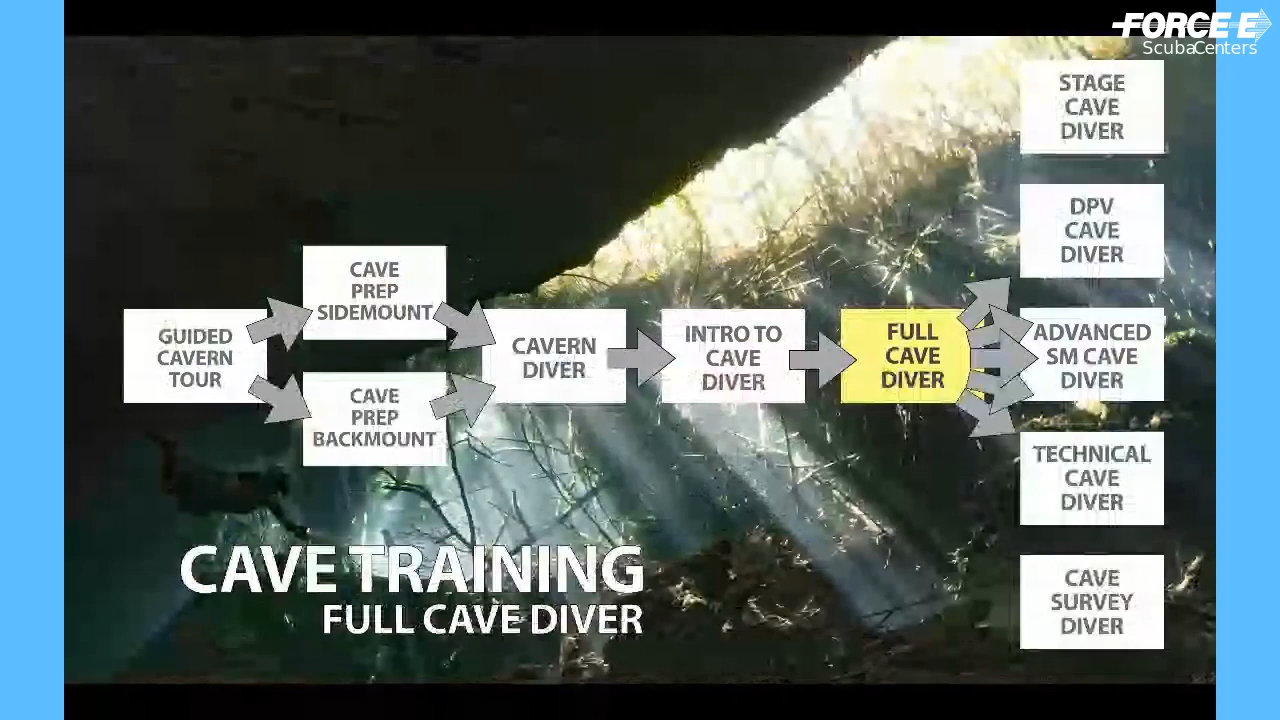 FORCE-E
ScubaCenters
STAGE
CAVE
DIVER
DPV
CAVE
DIVER
CAVE
PREP
SIDEMOUNT
GUIDED
CAVERN
TOUR
CAVE
PREP
BACKMOUNT
CAVERN
DIVER
INTRO TO
CAVE
DIVER
FULL
CAVE
DIVER
ADVANCED
SM CAVE
DIVER
TECHNICAL
CAVE
DIVER
CAVE
SURVEY
DIVER
CAVE TRAINING
FULL CAVE DIVER